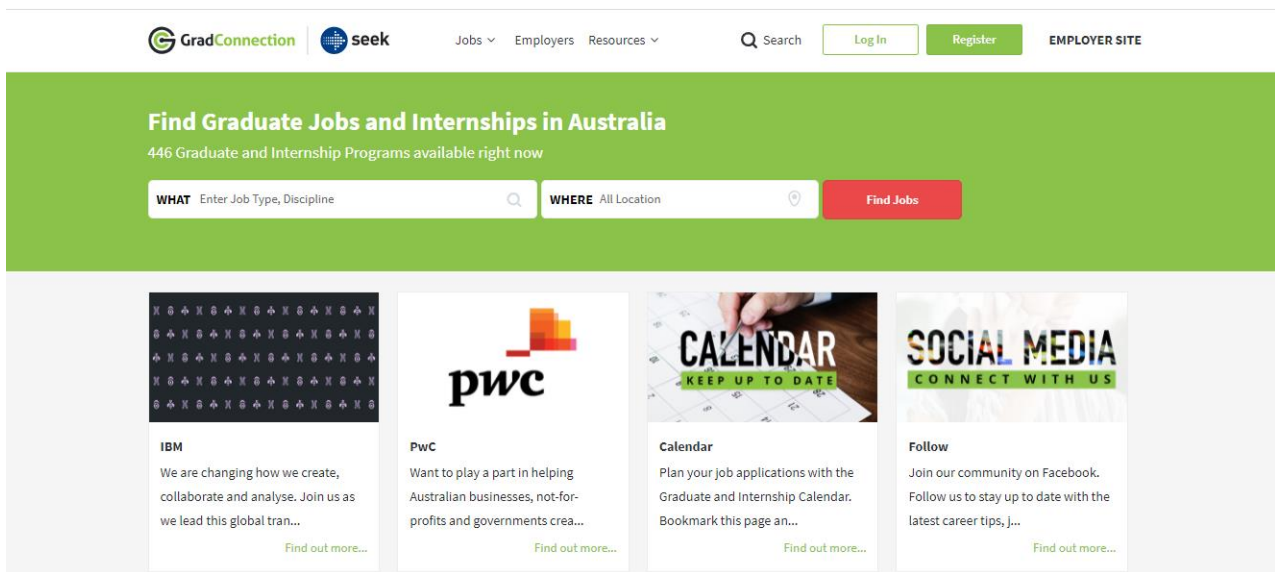 GradConnection seek Jobs Employers Resources Search Log In Register EMPLOYER SITE
Find Graduate Jobs and Internships in Australia
446 Graduate and Internship Programs available right now
WHAT Enter Job Type, Discipline WHERE All Location Find Jobs
pwc
CALENDAR
KEEP UP TO DATE
SOCIAL MEDIA
CONNECT WITH US
IBM
We are changing how we create,
collaborate and analyse. Join us as
we lead this global tran...
Find out more...
PwC
Want to play a part in helping
Australian businesses, not-for-
profits and governments crea...
Find out more...
Calendar
Plan your job applications with the
Graduate and Internship Calendar.
Bookmark this page an...
Find out more...
Follow
Join our community on Facebook.
Follow us to stay up to date with the
latest career tips, j...
Find out more...